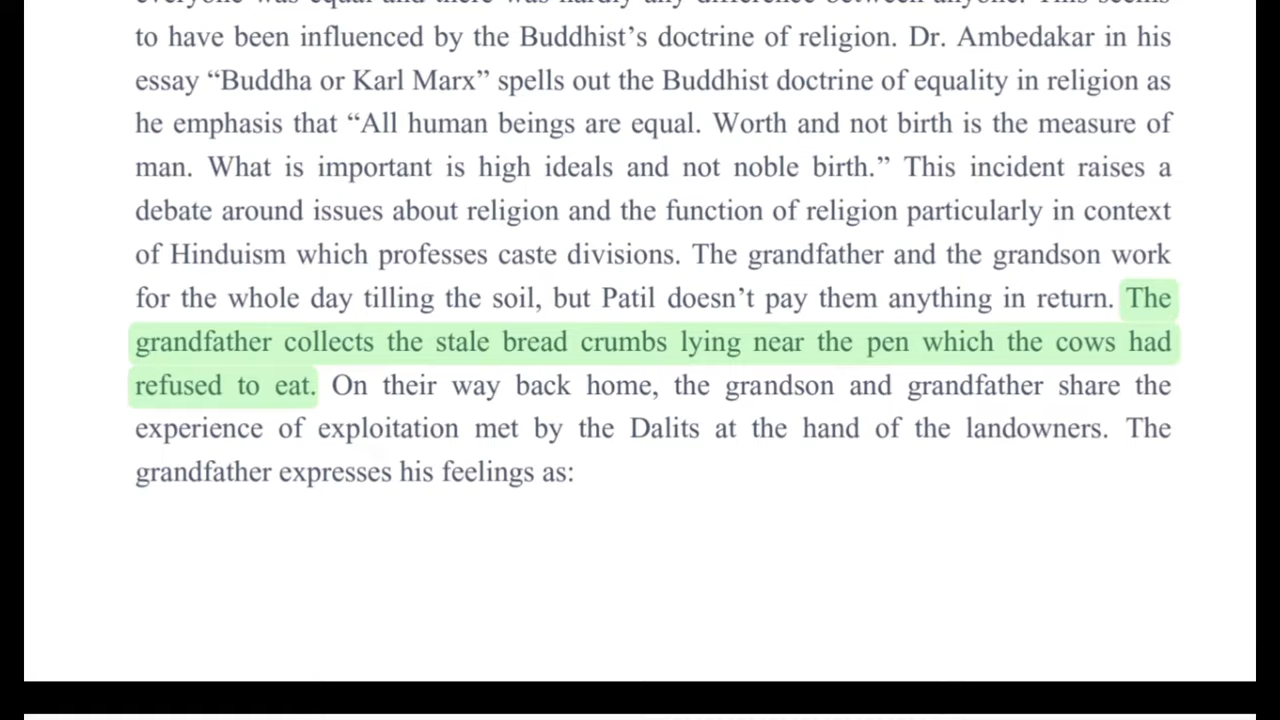 to have been influenced by the Buddhist’s doctrine of religion. Dr. Ambedakar in his
essay “Buddha or Karl Marx” spells out the Buddhist doctrine of equality in religion as
he emphasis that “All human beings are equal. Worth and not birth is the measure of
man. What is important is high ideals and not noble birth.” This incident raises a
debate around issues about religion and the function of religion particularly in context
of Hinduism which professes caste divisions. The grandfather and the grandson work
for the whole day tilling the soil, but Patil doesn’t pay them anything in return. The
grandfather collects the stale bread crumbs lying near the pen which the cows had
refused to eat. On their way back home, the grandson and grandfather share the
experience of exploitation met by the Dalits at the hand of the landowners. The
grandfather expresses his feelings as: